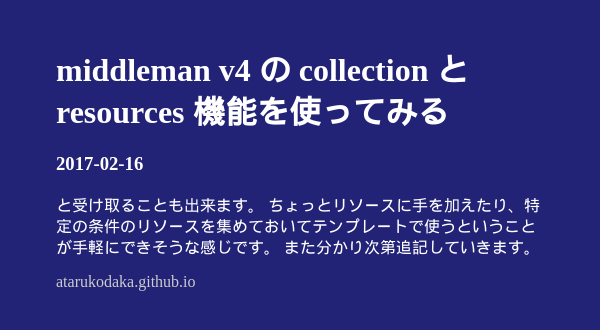 middleman v4 の collection と
resources 機能を使ってみる
2017-02-16
と受け取ることも出来ます。 ちょっとリソースに手を加えたり、特
定の条件のリソースを集めておいてテンプレートで使うということ
が手軽にできそうな感じです。 また分かり次第追記していきます。
atarukodaka.github.io